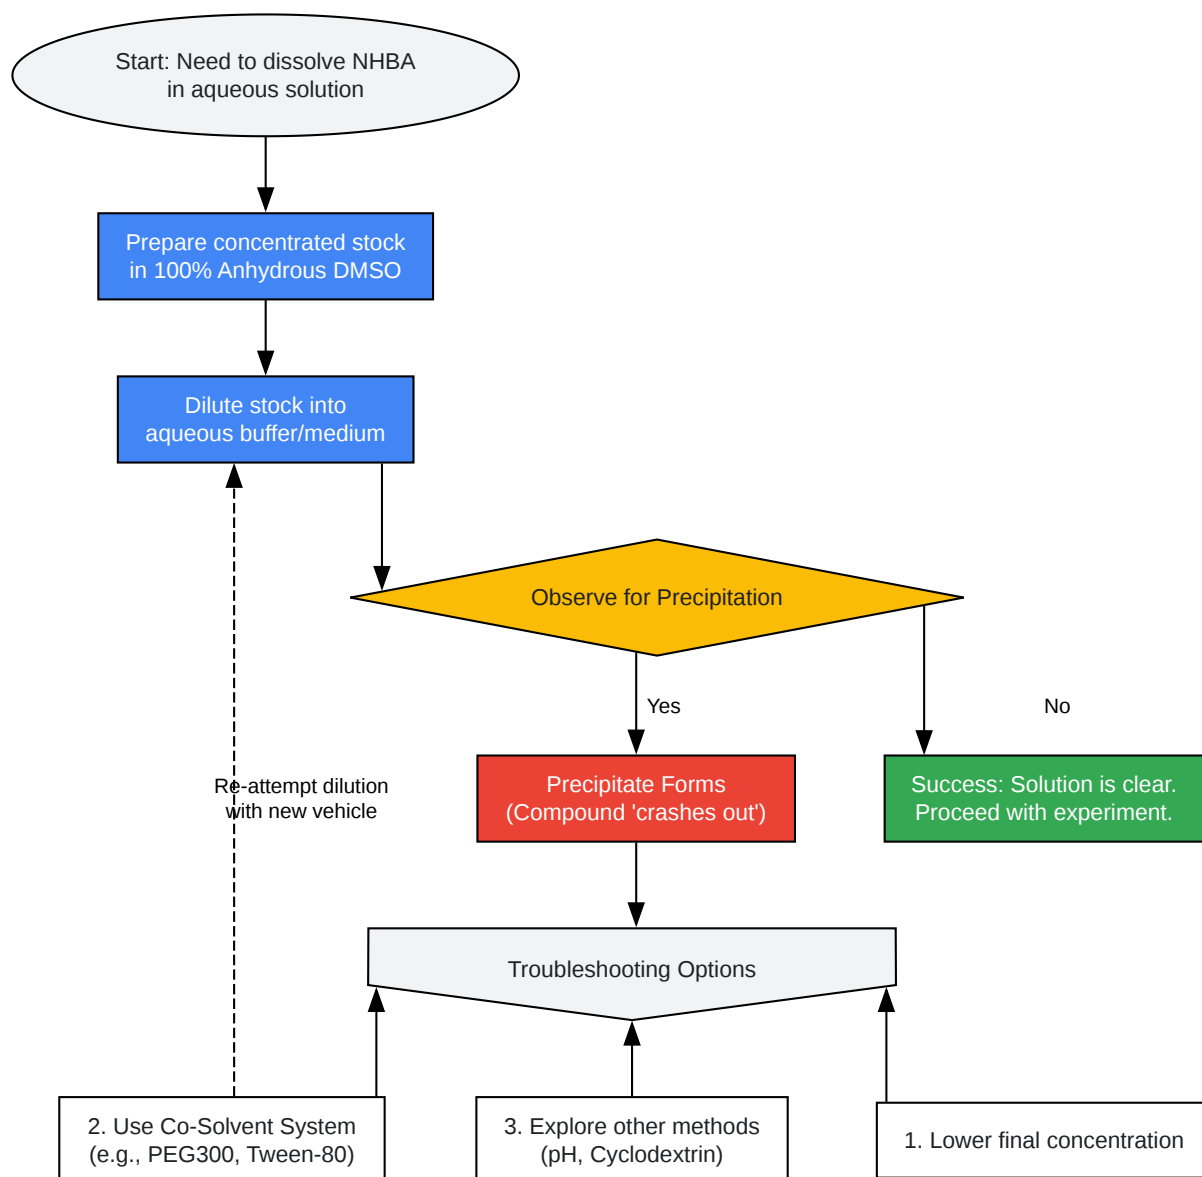 Start: Need to dissolve NHBA
in aqueous solution
Prepare concentrated stock
in 100% Anhydrous DMSO
Dilute stock into
aqueous buffer/medium
Observe for Precipitation
Yes
No
Re-attempt dilution
with new vehicle
Precipitate Forms
(Compound 'crashes out')
Success: Solution is clear.
Proceed with experiment.
Troubleshooting Options
2. Use Co-Solvent System
(e.g., PEG300, Tween-80)
3. Explore other methods
(pH, Cyclodextrin)
1. Lower final concentration